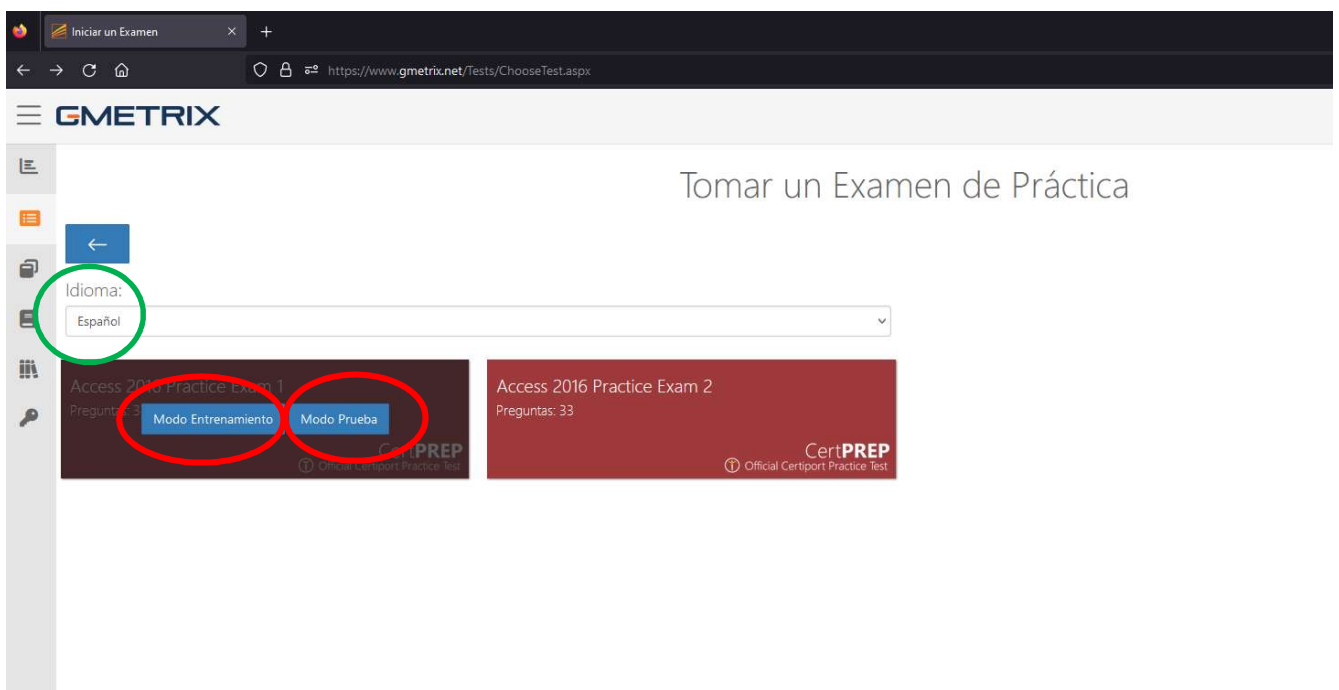 Iniciar un Examen
https://www.gmetrix.net/Tests/ChooseTest.aspx
GMETRIX
Tomar un Examen de Práctica
Idioma:
Español
Access 2016 Practice Exam 1
Preguntas: 3
Modo Entrenamiento
Modo Prueba
CertPREP
Official Certiport Practice Test
Access 2016 Practice Exam 2
Preguntas: 33
CertPREP
Official Certiport Practice Test